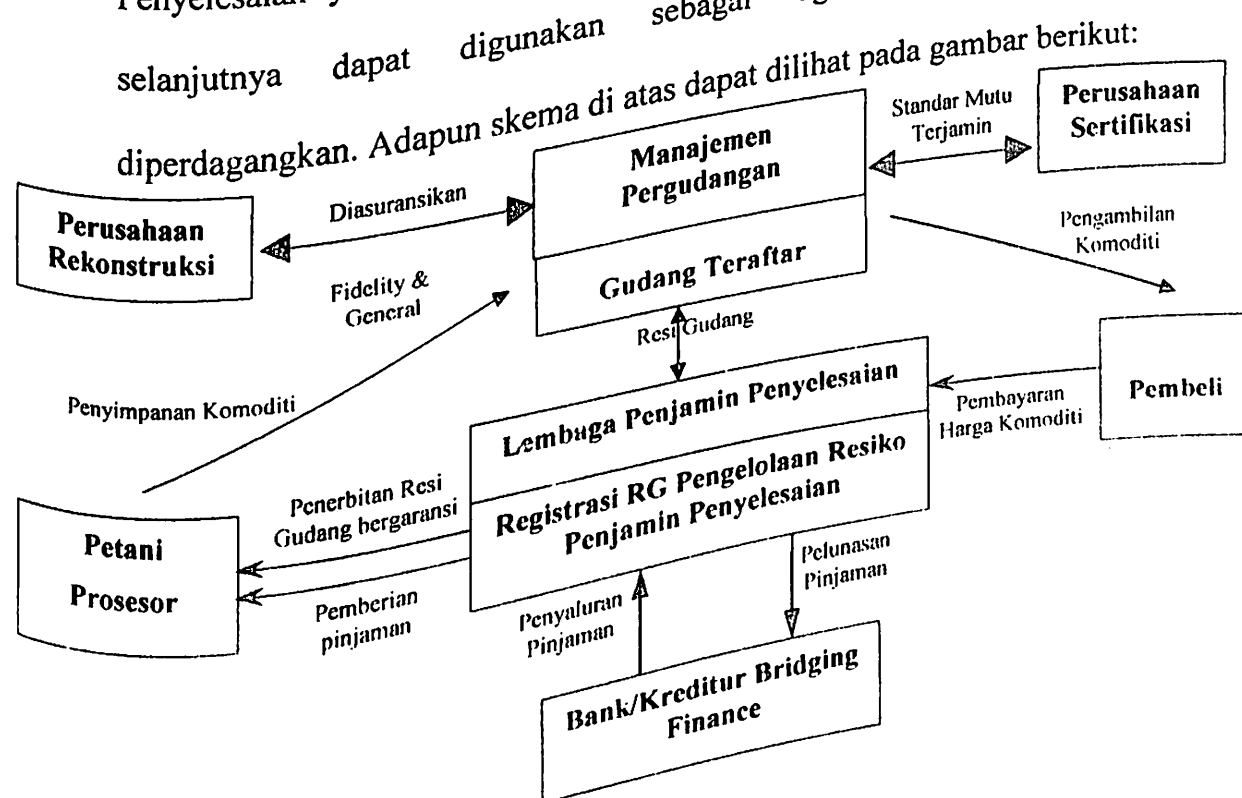 selanjutnya dapat digunakan sebagai
diperdagangkan. Adapun skema di atas dapat dilihat pada gambar berikut:
Perusahaan
Rekonstruksi
Diasuransikan
Fidelity &
General
Manajemen
Pergudangan
Gudang Teraftar
Standar Mutu
Terjamin
Perusahaan
Sertifikasi
Pengambilan
Komoditi
Resi Gudang
Penyimpanan Komoditi
Lembaga Penjamin Penyelesaian
Registrasi RG Pengelolaan Resiko
Penjamin Penyelesaian
Pembayaran
Harga Komoditi
Pembeli
Petani
Prosesor
Penerbitan Resi
Gudang bergaransi
Pemberian
pinjaman
Penyaluran
Pinjaman
Pelunasan
Pinjaman
Bank/Kreditur Bridging
Finance